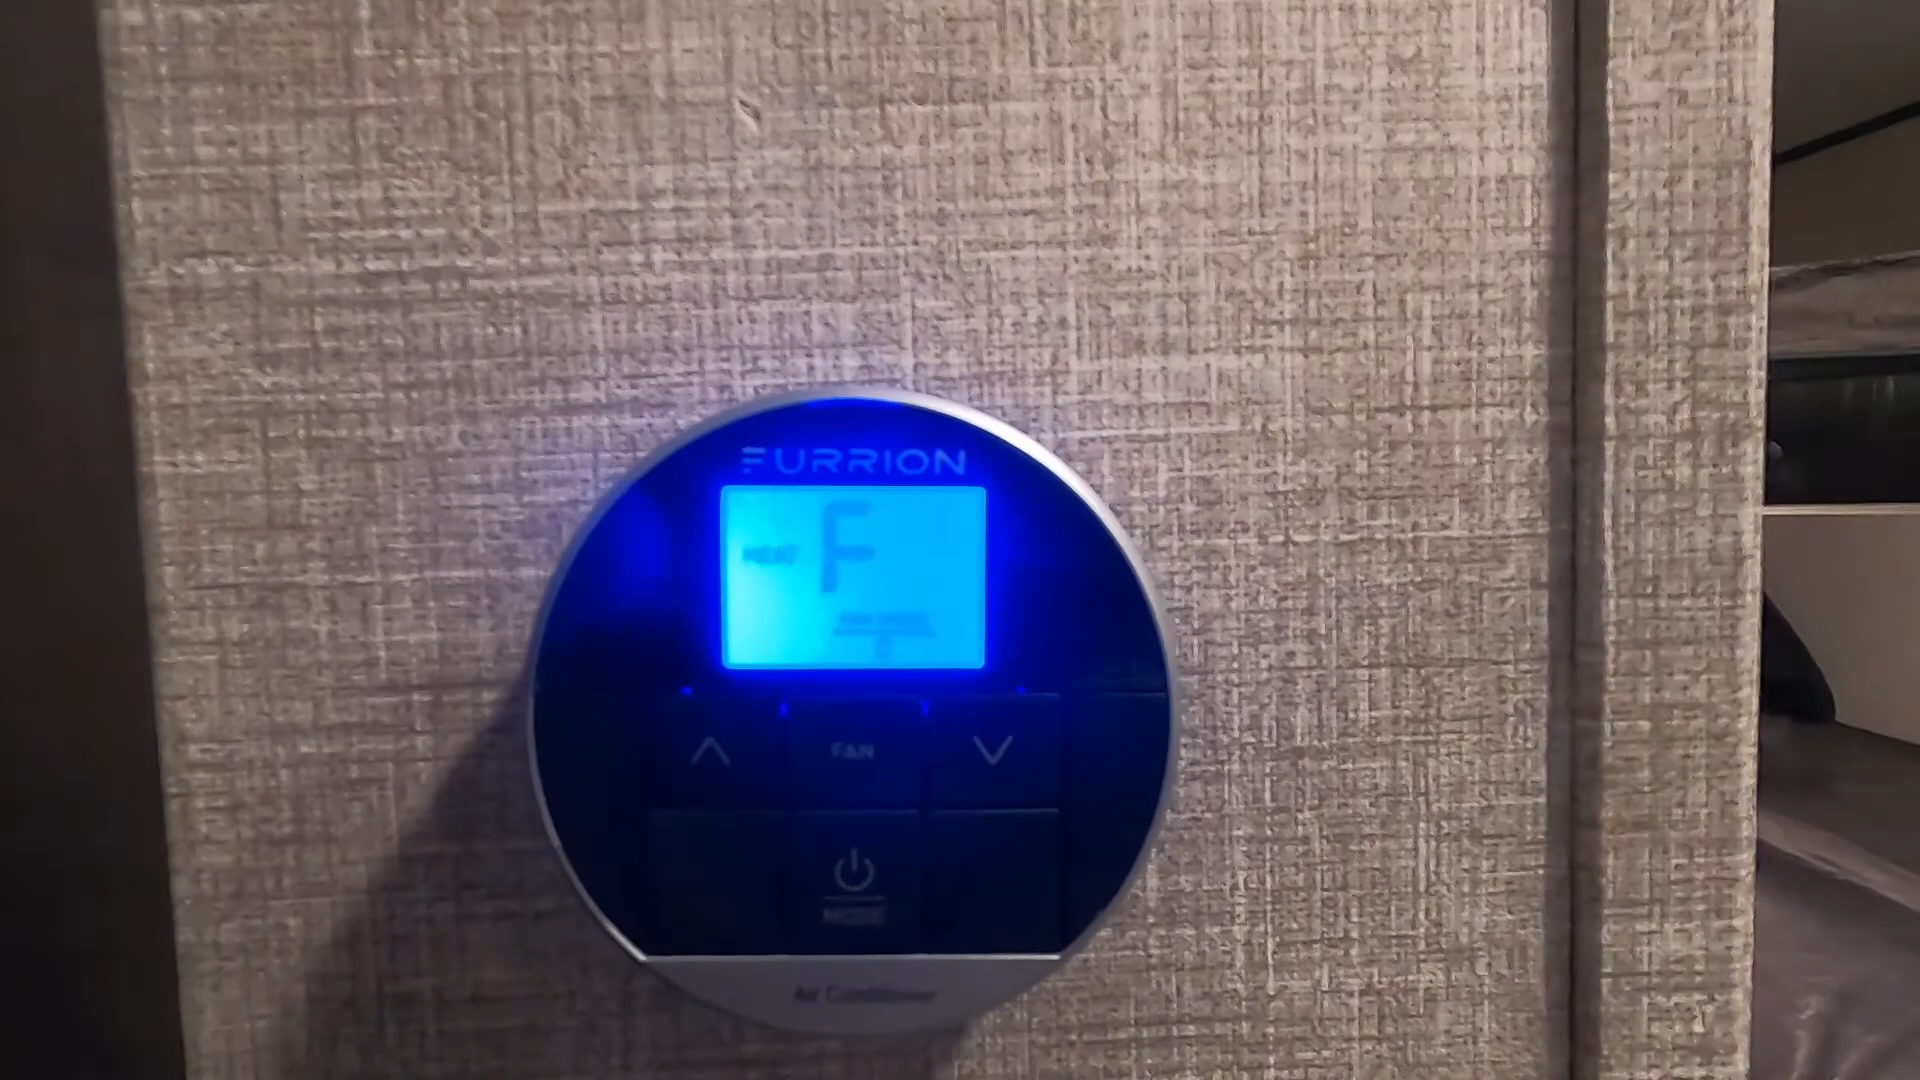 FURRION
HEAT F
FAN
MODE
Air Conditioner